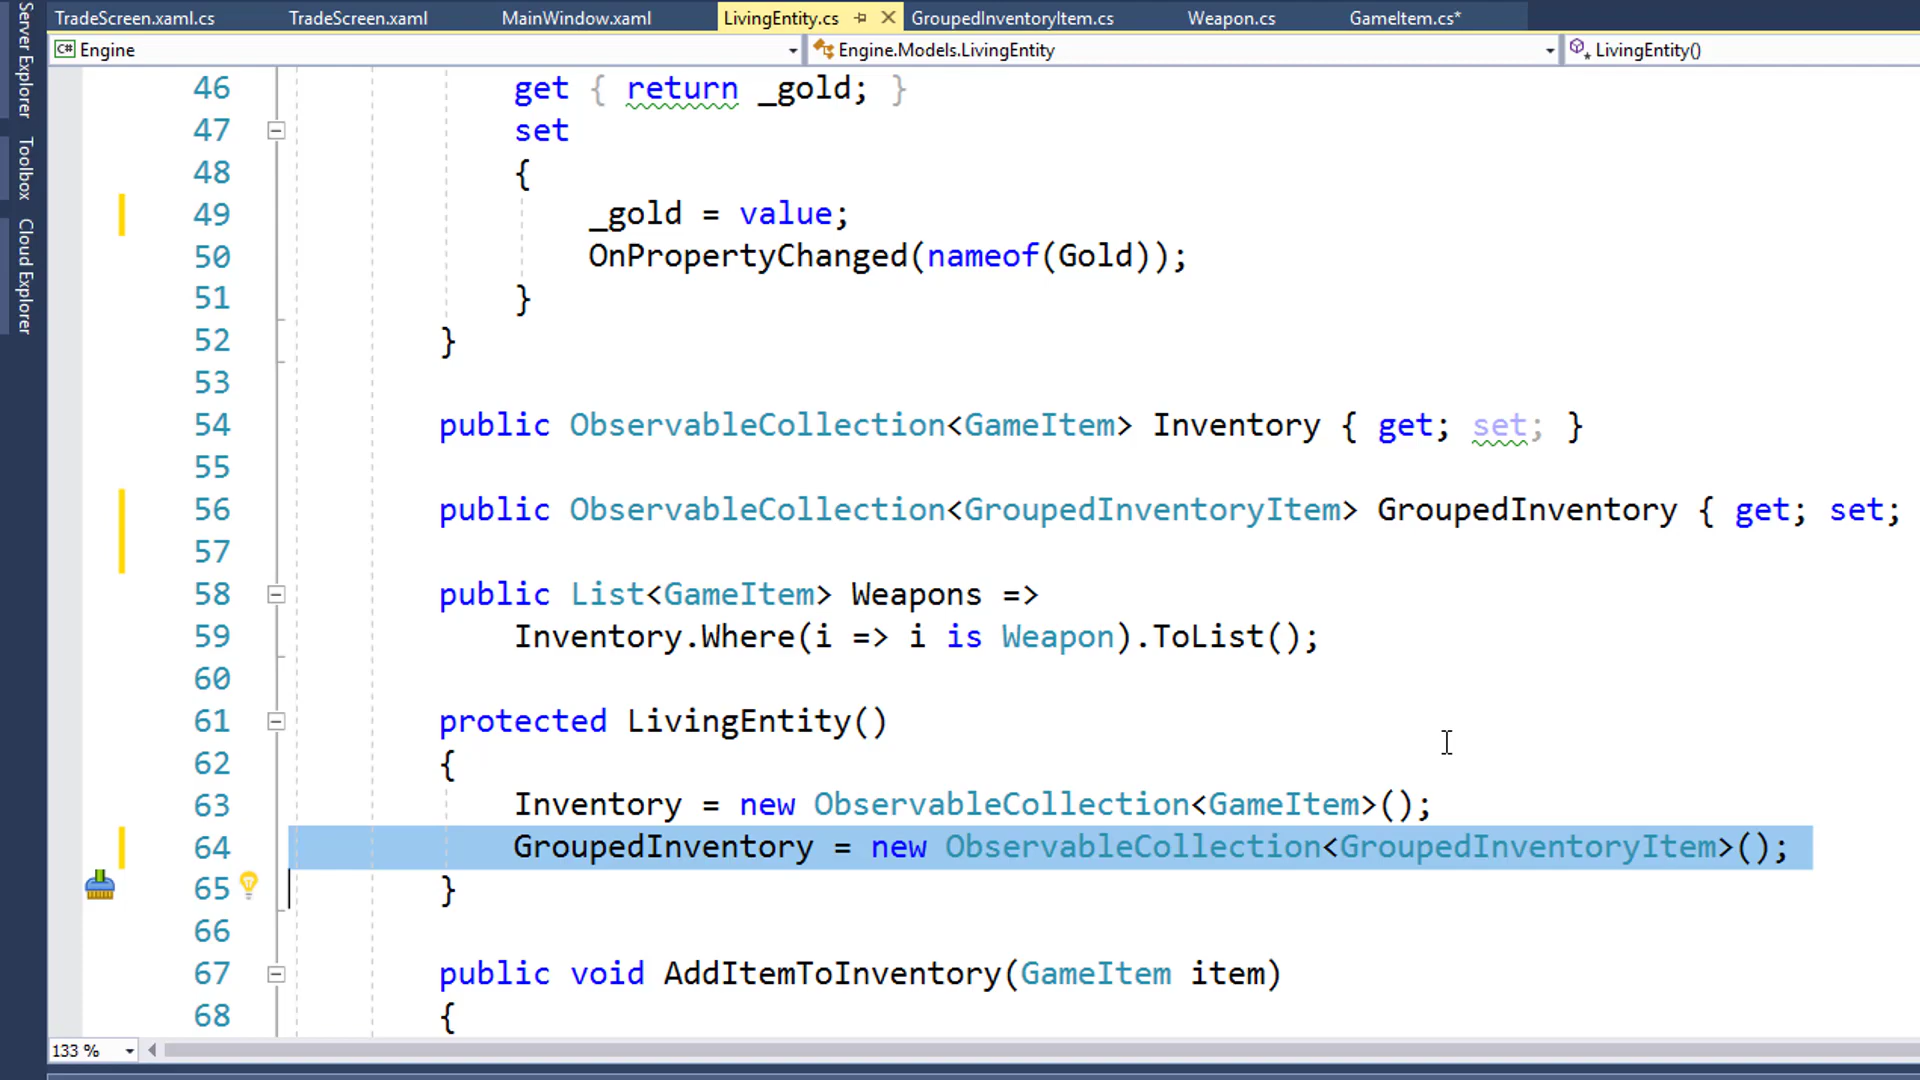 TradeScreen.xaml.cs TradeScreen.xaml MainWindow.xaml LivingEntity.cs GroupedInventoryItem.cs Weapon.cs GameItem.cs*
C# Engine Engine.Models.LivingEntity LivingEntity()
Server Explorer
Toolbox
Cloud Explorer
46 get { return _gold; }
47 set
48 {
49 _gold = value;
50 OnPropertyChanged(nameof(Gold));
51 }
52 }
53
54 public ObservableCollection<GameItem> Inventory { get; set; }
55
56 public ObservableCollection<GroupedInventoryItem> GroupedInventory { get; set;
57
58 public List<GameItem> Weapons =>
59 Inventory.Where(i => i is Weapon).ToList();
60
61 protected LivingEntity()
62 {
63 Inventory = new ObservableCollection<GameItem>();
64 GroupedInventory = new ObservableCollection<GroupedInventoryItem>();
65 }
66
67 public void AddItemToInventory(GameItem item)
68 {
133 %